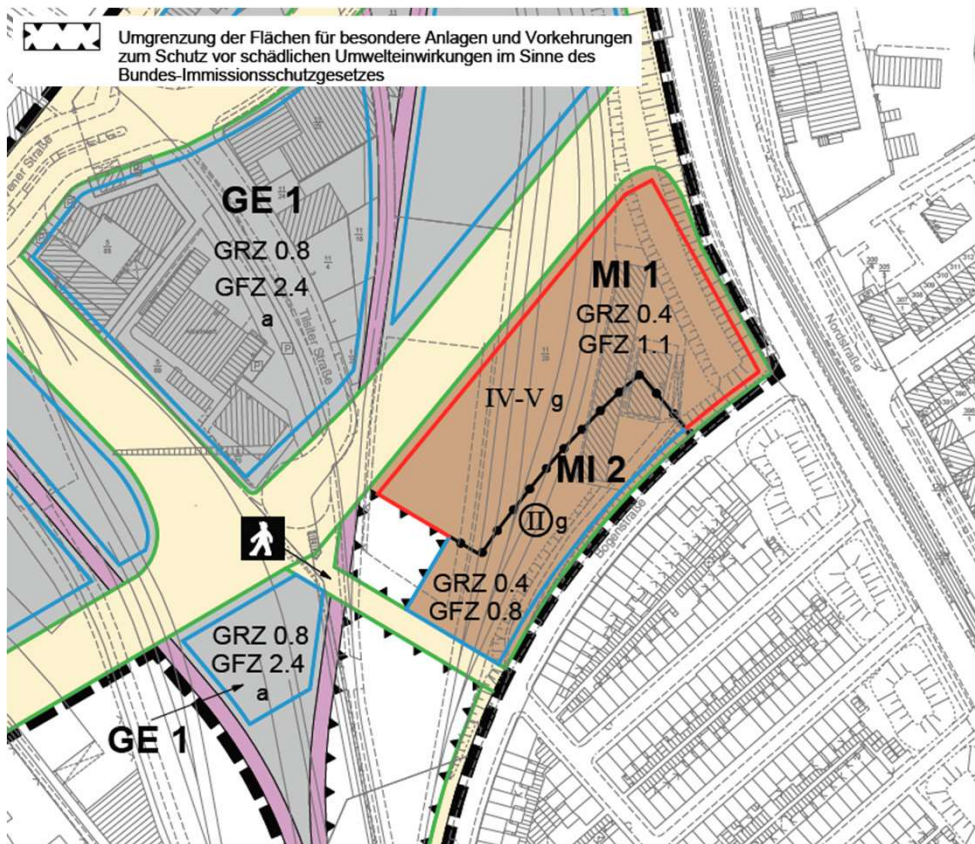 Umgrenzung der Flächen für besondere Anlagen und Vorkehrungen
zum Schutz vor schädlichen Umwelteinwirkungen im Sinne des
Bundes-Immissionsschutzgesetzes
GE 1
GRZ 0.8
GFZ 2.4
a
Tilsiter Straße
MI 1
GRZ 0.4
GFZ 1.1
IV-V g
MI 2
II g
GRZ 0.4
GFZ 0.8
Nordstraße
GRZ 0.8
GFZ 2.4
a
GE 1